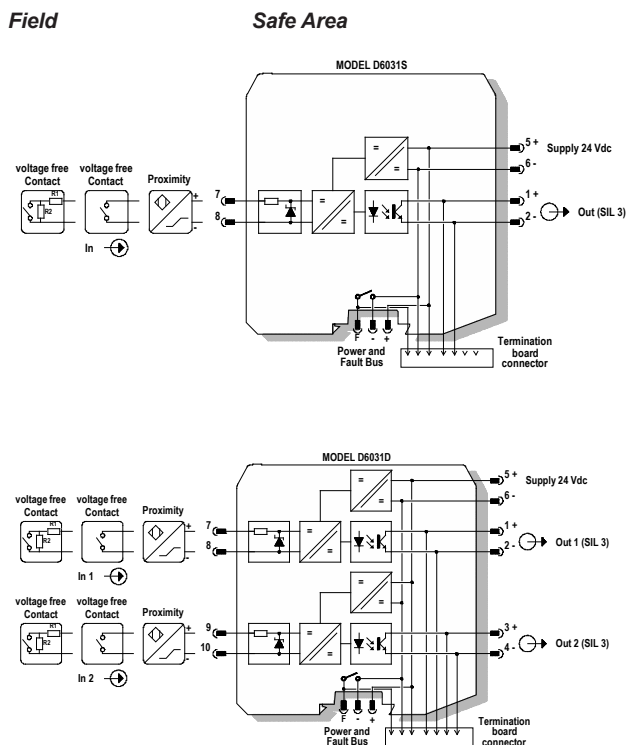 Field Safe Area
MODEL D6031S
5 + Supply 24 Vdc
6 -
voltage free
Contact
voltage free
Contact
Proximity
R1
R2
+
-
7
8
In
=
=
=
=
1 +
2 -
Out (SIL 3)
F - +
Power and
Fault Bus
Termination
board
connector
MODEL D6031D
5 + Supply 24 Vdc
6 -
voltage free
Contact
voltage free
Contact
Proximity
R1
R2
+
-
7
8
In 1
=
=
=
=
1 +
2 -
Out 1 (SIL 3)
voltage free
Contact
voltage free
Contact
Proximity
R1
R2
+
-
9
10
In 2
=
=
=
=
3 +
4 -
Out 2 (SIL 3)
F - +
Power and
Fault Bus
Termination
board
connector